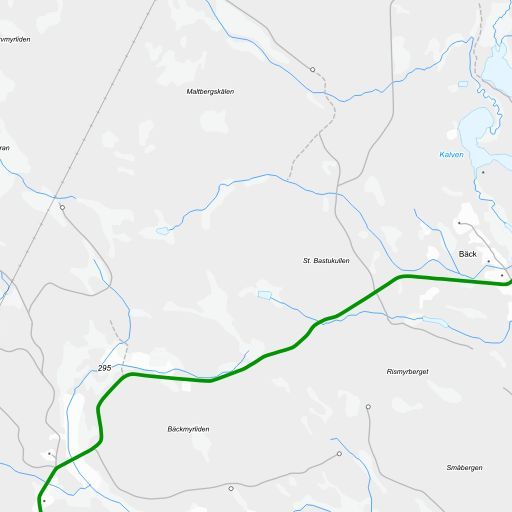 Maltbergskälen
Kalven
Bäck
St. Bastukullen
295
Rismyrberget
Bäckmyrliden
Småbergen